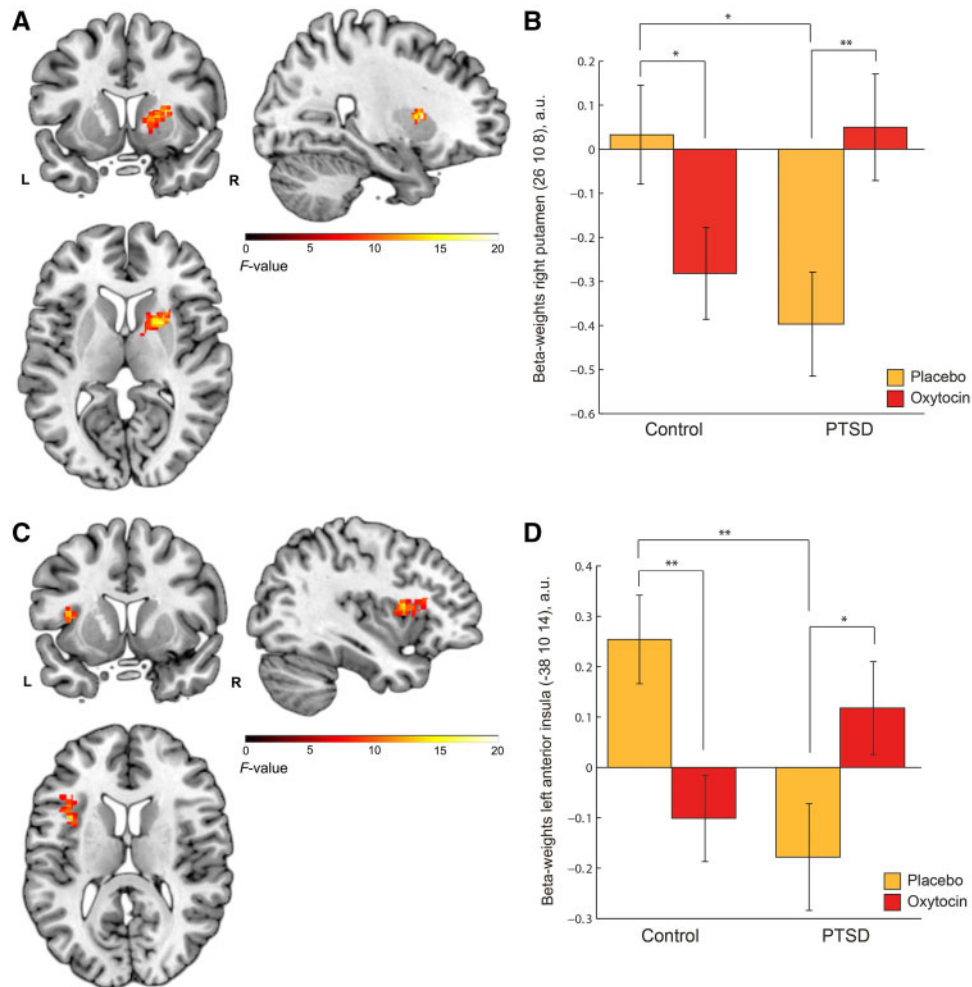 A
L
R
0 5 10 15 20
F-value
B
* 
* **
0.2
0.1
0
−0.1
−0.2
−0.3
−0.4
−0.5
−0.6
Beta-weights right putamen (26 10 8), a.u.
Placebo
Oxytocin
Control PTSD
C
L
R
0 5 10 15 20
F-value
D
**
**
*
0.4
0.3
0.2
0.1
0
−0.1
−0.2
−0.3
Beta-weights left anterior insula (-38 10 14), a.u.
Placebo
Oxytocin
Control PTSD